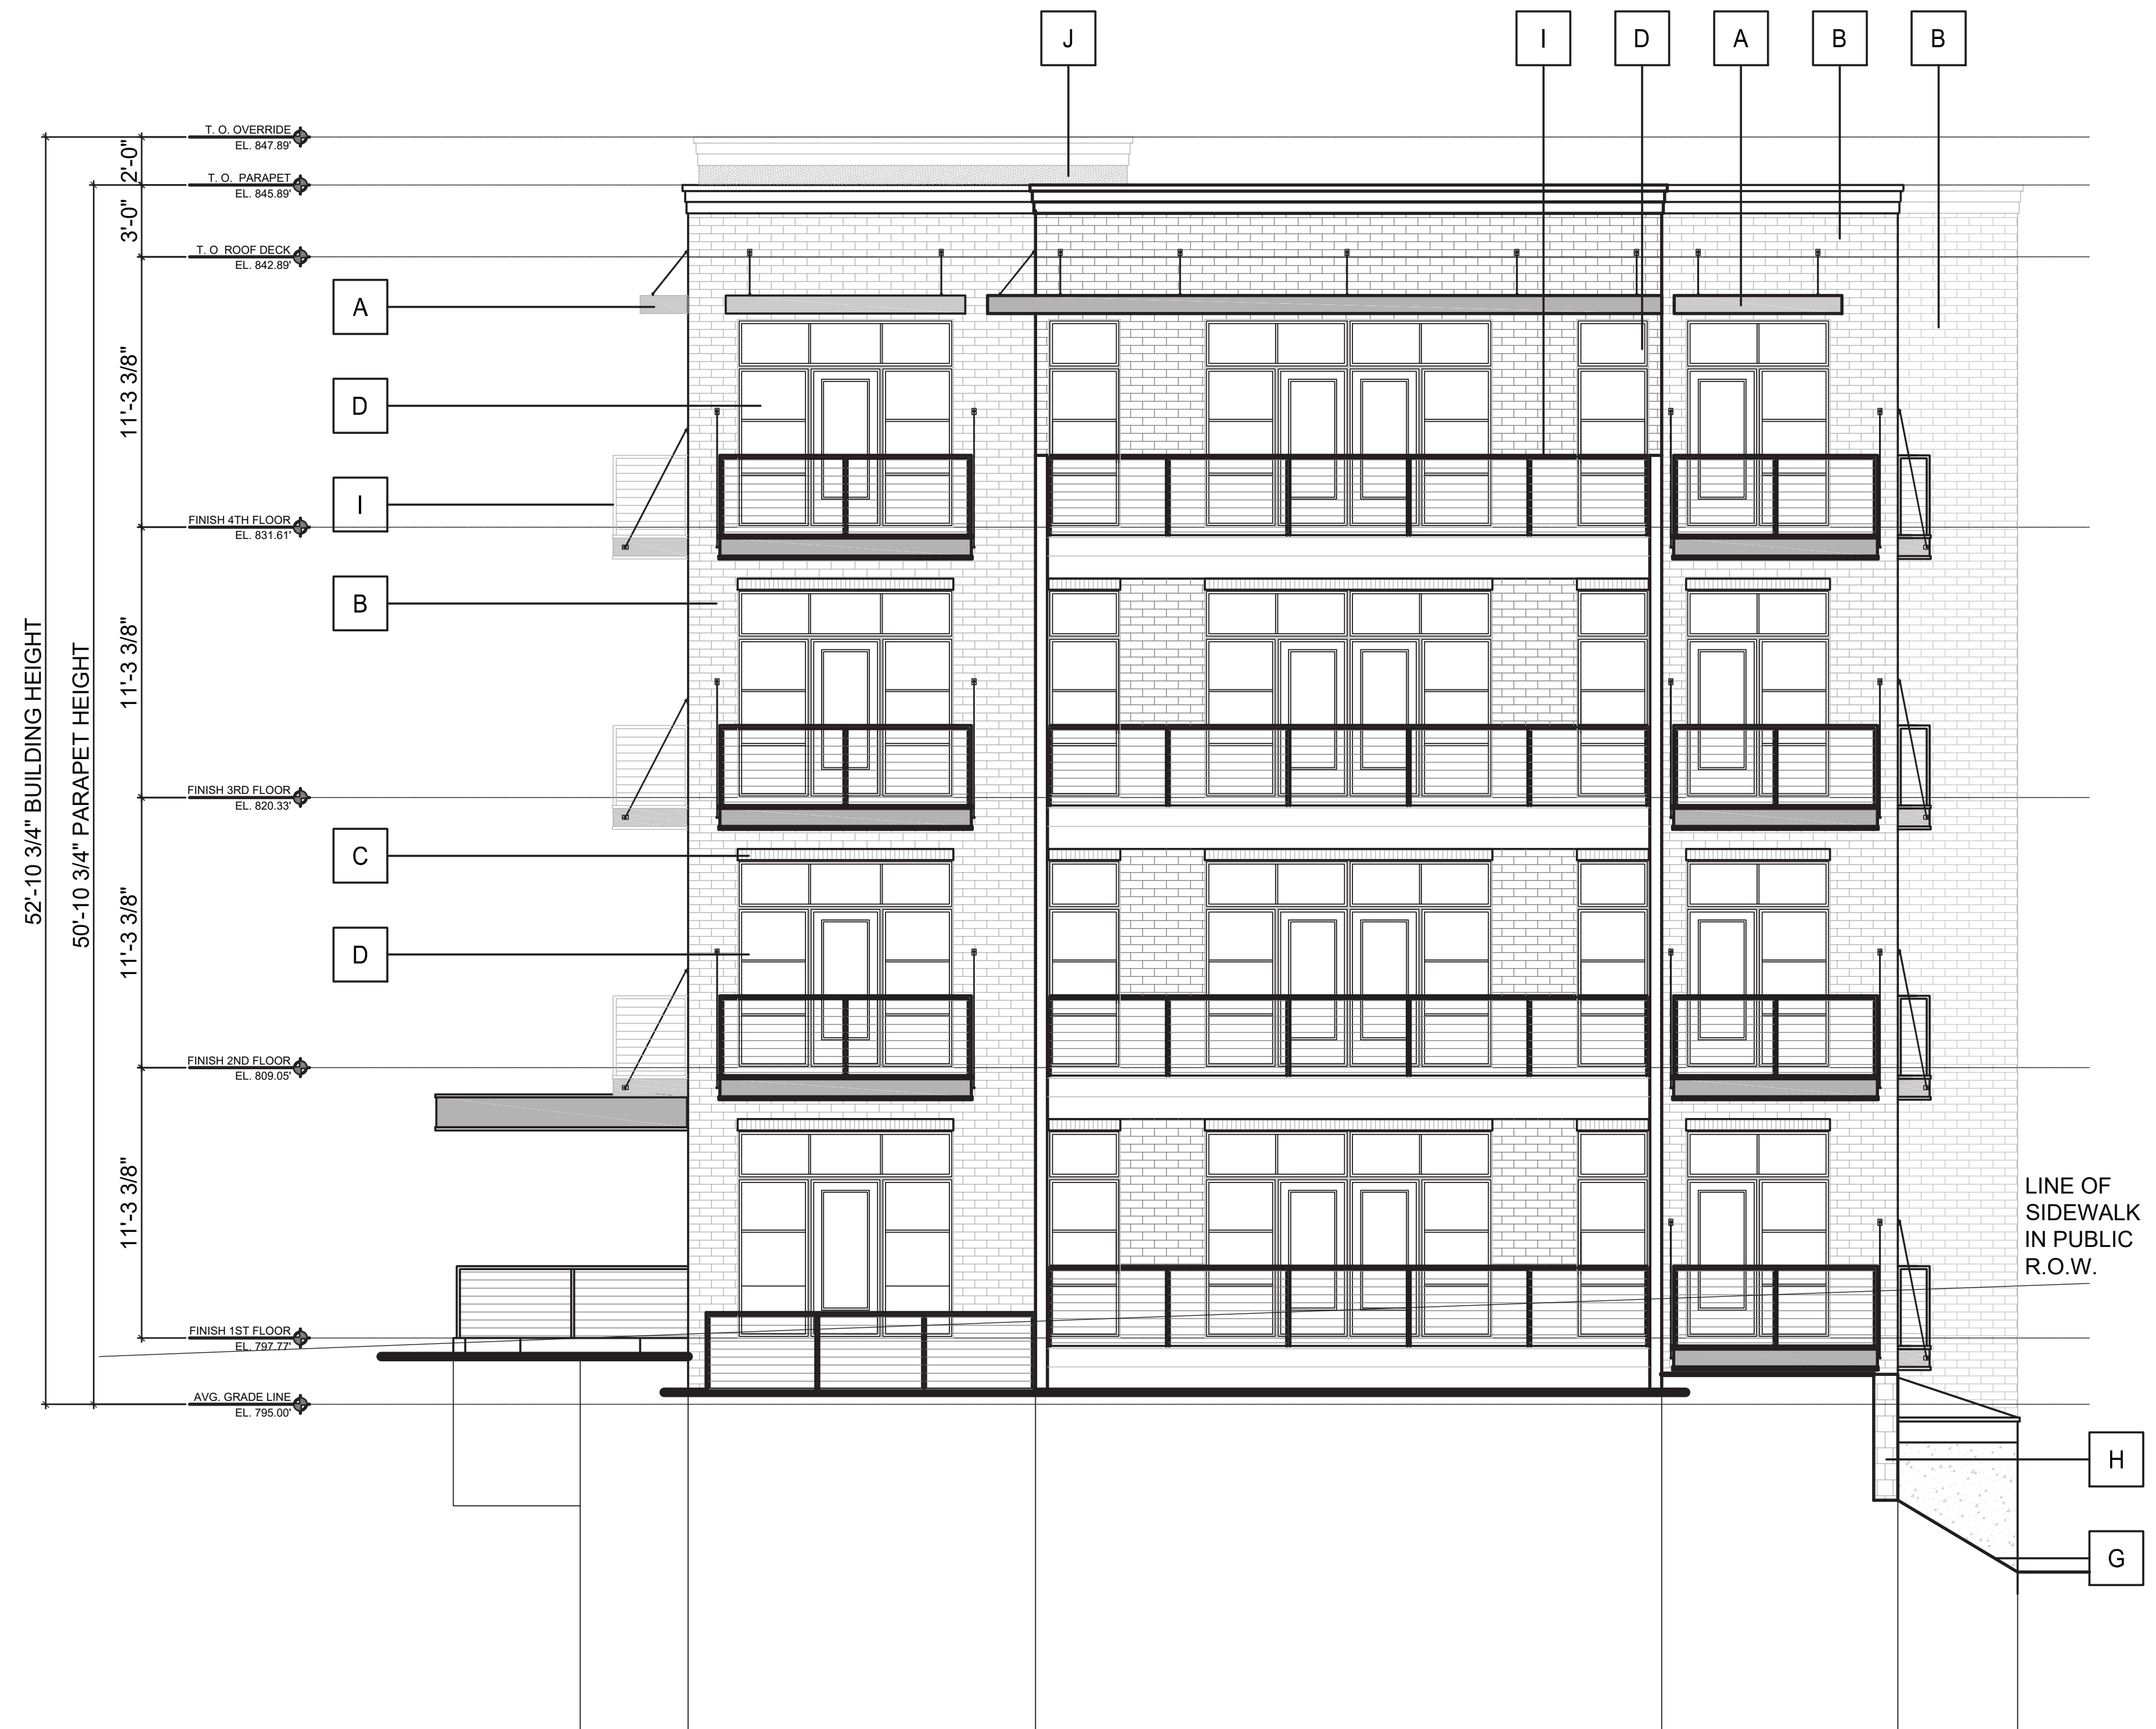 J
I
D
A
B
B
T. O. OVERRIDE
EL. 847.89'
2'-0"
T. O. PARAPET
EL. 845.89'
3'-0"
T. O ROOF DECK
EL. 842.89'
A
11'-3 3/8"
D
I
FINISH 4TH FLOOR
EL. 831.61'
B
11'-3 3/8"
52'-10 3/4" BUILDING HEIGHT
50'-10 3/4" PARAPET HEIGHT
FINISH 3RD FLOOR
EL. 820.33'
C
11'-3 3/8"
D
FINISH 2ND FLOOR
EL. 809.05'
11'-3 3/8"
LINE OF
SIDEWALK
IN PUBLIC
R.O.W.
FINISH 1ST FLOOR
EL. 797.77'
AVG. GRADE LINE
EL. 795.00'
H
G